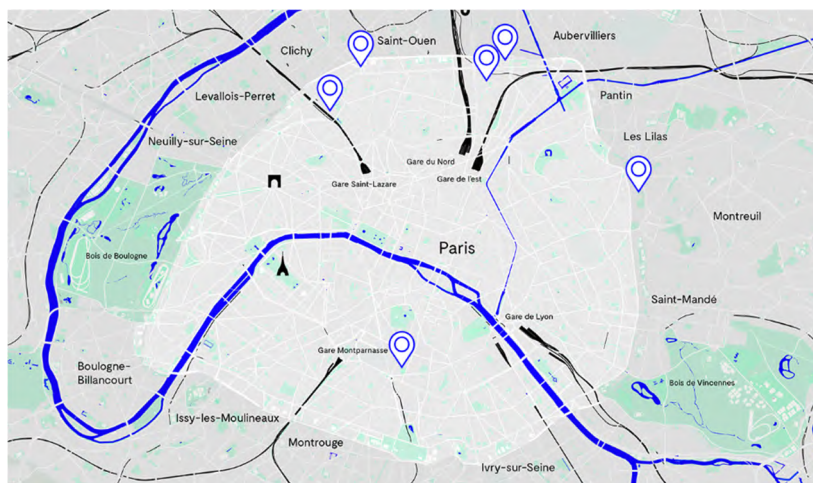 Saint-Ouen
Aubervilliers
Clichy
Levallois-Perret
Pantin
Neuilly-sur-Seine
Les Lilas
Gare du Nord
Gare de l'est
Gare Saint-Lazare
Montreuil
Paris
Bois de Boulogne
Saint-Mandé
Gare de Lyon
Gare Montparnasse
Boulogne-
Billancourt
Bois de Vincennes
Issy-les-Moulineaux
Montrouge
Ivry-sur-Seine